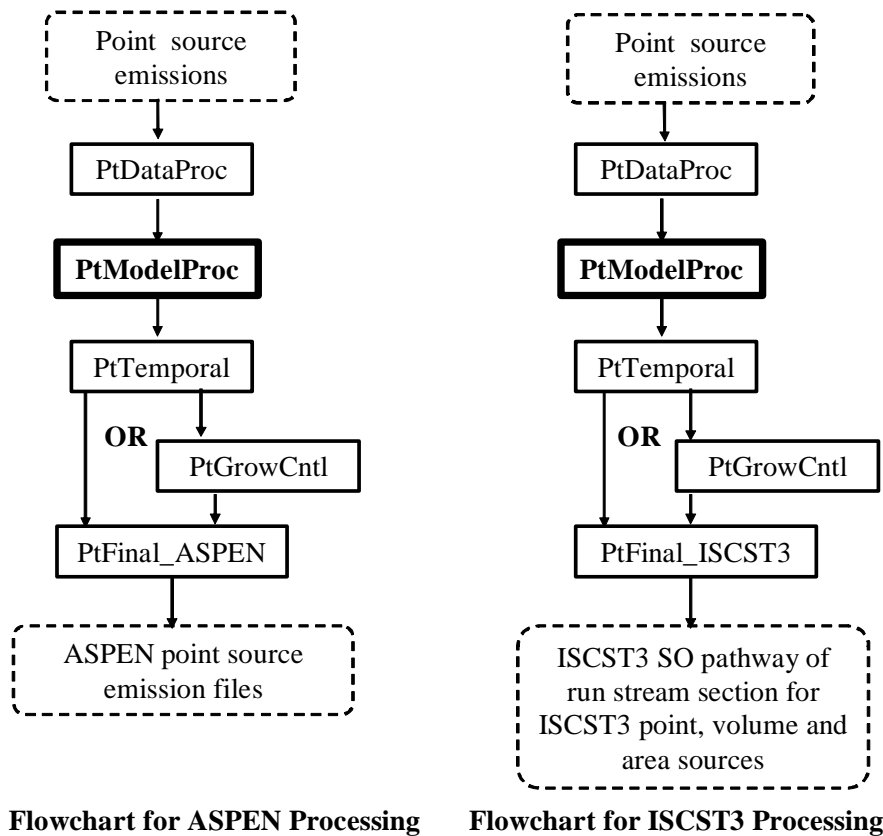 Point source
emissions
PtDataProc
PtModelProc
PtTemporal
OR
PtGrowCntl
PtFinal_ASPEN
ASPEN point source
emission files
Flowchart for ASPEN Processing
Point source
emissions
PtDataProc
PtModelProc
PtTemporal
OR
PtGrowCntl
PtFinal_ISCST3
ISCST3 SO pathway of
run stream section for
ISCST3 point, volume and
area sources
Flowchart for ISCST3 Processing